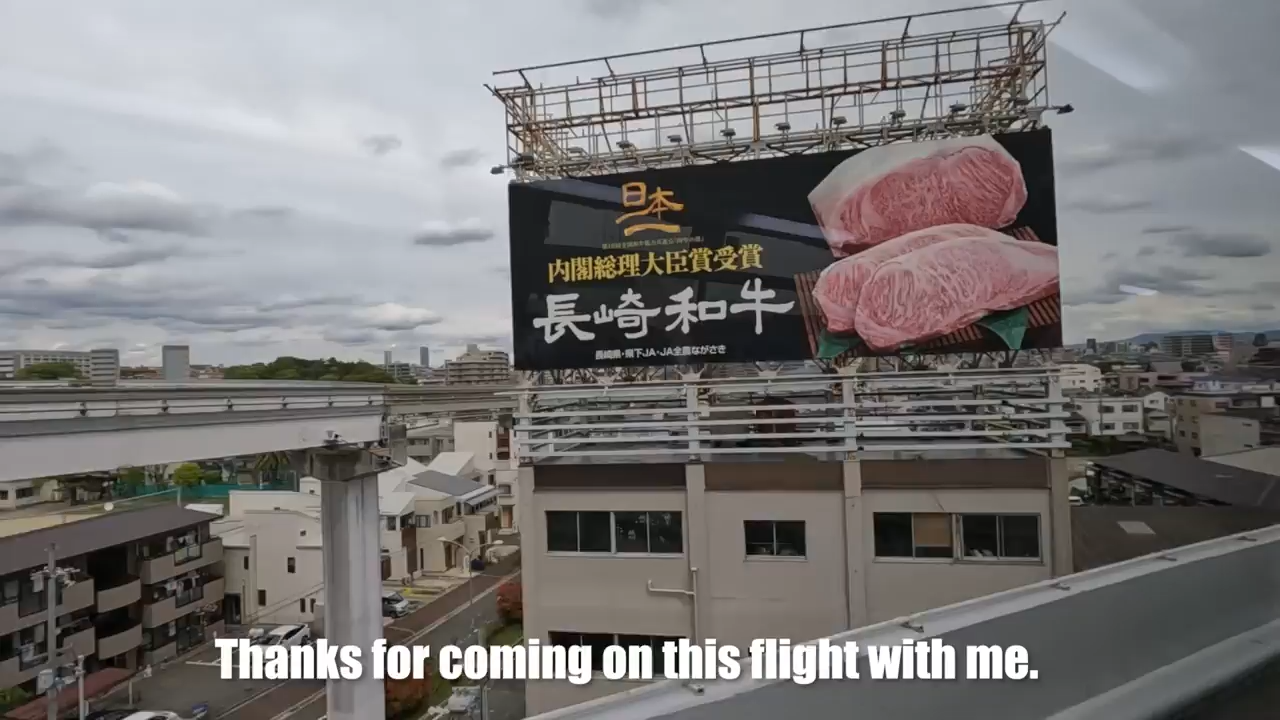 日本一
内閣総理大臣賞受賞
長崎和牛
長崎県・県下JA・JA全農ながさき
Thanks for coming on this flight with me.